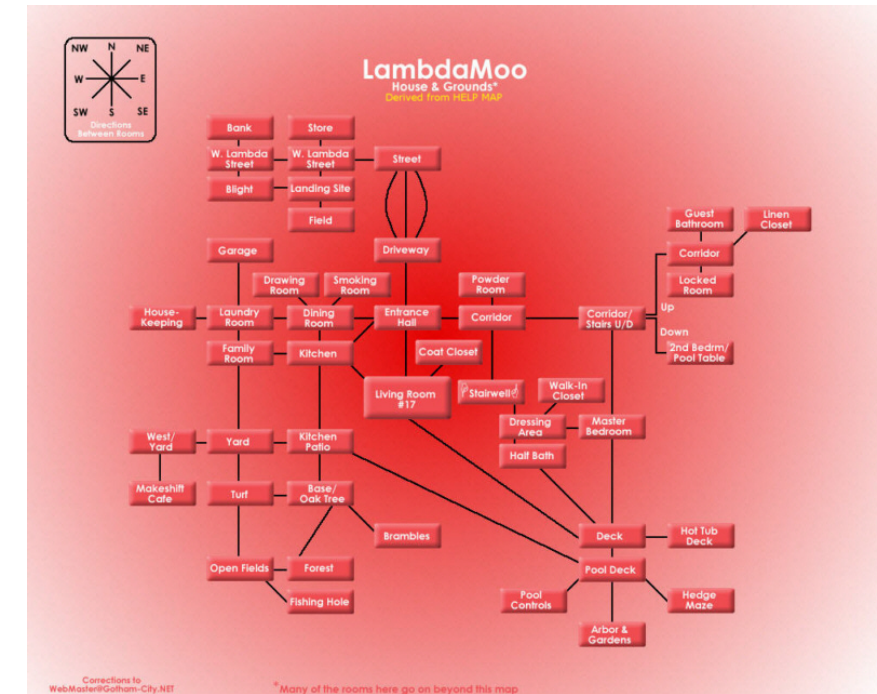 NW N NE
W E
SW S SE
Directions
Between Rooms
LambdaMoo
House & Grounds*
Derived from HELP MAP
Bank
Store
W. Lambda
Street
W. Lambda
Street
Street
Blight
Landing Site
Field
Guest
Bathroom
Linen
Closet
Garage
Driveway
Corridor
Drawing
Room
Smoking
Room
Powder
Room
Locked
Room
Up
House-
Keeping
Laundry
Room
Dining
Room
Entrance
Hall
Corridor
Corridor/
Stairs U/D
Down
Family
Room
Kitchen
Coat Closet
2nd Bedrm/
Pool Table
Living Room
#17
Stairwell
Walk-In
Closet
Dressing
Area
Master
Bedroom
West/
Yard
Yard
Kitchen
Patio
Half Bath
Makeshift
Cafe
Turf
Base/
Oak Tree
Brambles
Deck
Hot Tub
Deck
Open Fields
Forest
Pool Deck
Fishing Hole
Pool
Controls
Hedge
Maze
Arbor &
Gardens
Corrections to
WebMaster@Gotham-City.NET
*Many of the rooms here go on beyond this map